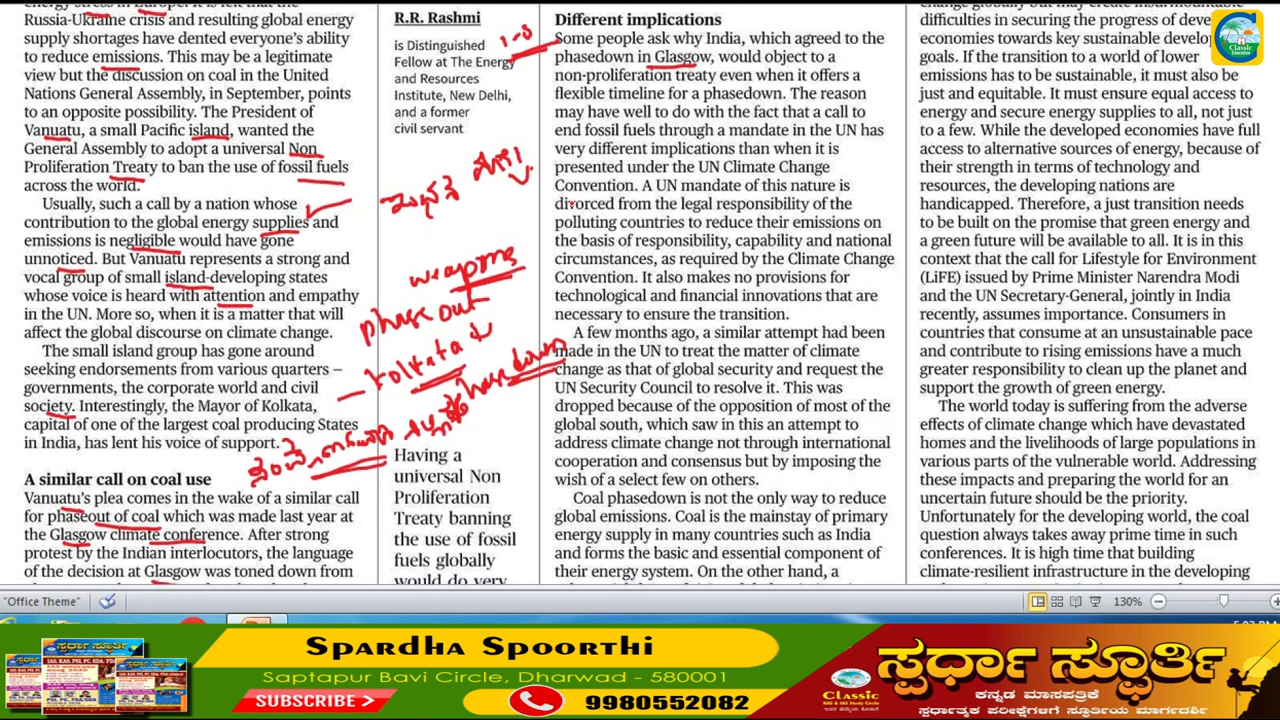 energy stress in Europe. It is felt that the
Russia-Ukraine crisis and resulting global energy
supply shortages have dented everyone's ability
to reduce emissions. This may be a legitimate
view but the discussion on coal in the United
Nations General Assembly, in September, points
to an opposite possibility. The President of
Vanuatu, a small Pacific island, wanted the
General Assembly to adopt a universal Non
Proliferation Treaty to ban the use of fossil fuels
across the world.
Usually, such a call by a nation whose
contribution to the global energy supplies and
emissions is negligible would have gone
unnoticed. But Vanuatu represents a strong and
vocal group of small island-developing states
whose voice is heard with attention and empathy
in the UN. More so, when it is a matter that will
affect the global discourse on climate change.
The small island group has gone around
seeking endorsements from various quarters –
governments, the corporate world and civil
society. Interestingly, the Mayor of Kolkata,
capital of one of the largest coal producing States
in India, has lent his voice of support.
A similar call on coal use
Vanuatu's plea comes in the wake of a similar call
for phaseout of coal which was made last year at
the Glasgow climate conference. After strong
protest by the Indian interlocutors, the language
of the decision at Glasgow was toned down from
R.R. Rashmi
is Distinguished
Fellow at The Energy
and Resources
Institute, New Delhi,
and a former
civil servant
weapons
phase out
kolkata
phase down
Having a
universal Non
Proliferation
Treaty banning
the use of fossil
fuels globally
would do very
Different implications
Some people ask why India, which agreed to the
phasedown in Glasgow, would object to a
non-proliferation treaty even when it offers a
flexible timeline for a phasedown. The reason
may have well to do with the fact that a call to
end fossil fuels through a mandate in the UN has
very different implications than when it is
presented under the UN Climate Change
Convention. A UN mandate of this nature is
divorced from the legal responsibility of the
polluting countries to reduce their emissions on
the basis of responsibility, capability and national
circumstances, as required by the Climate Change
Convention. It also makes no provisions for
technological and financial innovations that are
necessary to ensure the transition.
A few months ago, a similar attempt had been
made in the UN to treat the matter of climate
change as that of global security and request the
UN Security Council to resolve it. This was
dropped because of the opposition of most of the
global south, which saw in this an attempt to
address climate change not through international
cooperation and consensus but by imposing the
wish of a select few on others.
Coal phasedown is not the only way to reduce
global emissions. Coal is the mainstay of primary
energy supply in many countries such as India
and forms the basic and essential component of
their energy system. On the other hand, a
difficulties in securing the progress of
economies towards key sustainable
goals. If the transition to a world of lower
emissions has to be sustainable, it must also be
just and equitable. It must ensure equal access to
energy and secure energy supplies to all, not just
to a few. While the developed economies have full
access to alternative sources of energy, because of
their strength in terms of technology and
resources, the developing nations are
handicapped. Therefore, a just transition needs
to be built on the promise that green energy and
a green future will be available to all. It is in this
context that the call for Lifestyle for Environment
(LiFE) issued by Prime Minister Narendra Modi
and the UN Secretary-General, jointly in India
recently, assumes importance. Consumers in
countries that consume at an unsustainable pace
and contribute to rising emissions have a much
greater responsibility to clean up the planet and
support the growth of green energy.
The world today is suffering from the adverse
effects of climate change which have devastated
homes and the livelihoods of large populations in
various parts of the vulnerable world. Addressing
these impacts and preparing the world for an
uncertain future should be the priority.
Unfortunately for the developing world, the coal
question always takes away prime time in such
conferences. It is high time that building
climate-resilient infrastructure in the developing
Classic
Education
"Office Theme"
130%
Spardha Spoorthi
Saptapur Bavi Circle, Dharwad - 580001
SUBSCRIBE
9980552082
ಸ್ಪರ್ಧಾ ಸ್ಫೂರ್ತಿ
Classic
KAS & IAS Study Circle
ಕನ್ನಡ ಮಾಸಪತ್ರಿಕೆ
ಸ್ಪರ್ಧಾತ್ಮಕ ಪರೀಕ್ಷೆಗಳಿಗೆ ಸ್ಫೂರ್ತಿಯ ಮಾರ್ಗದರ್ಶಿ